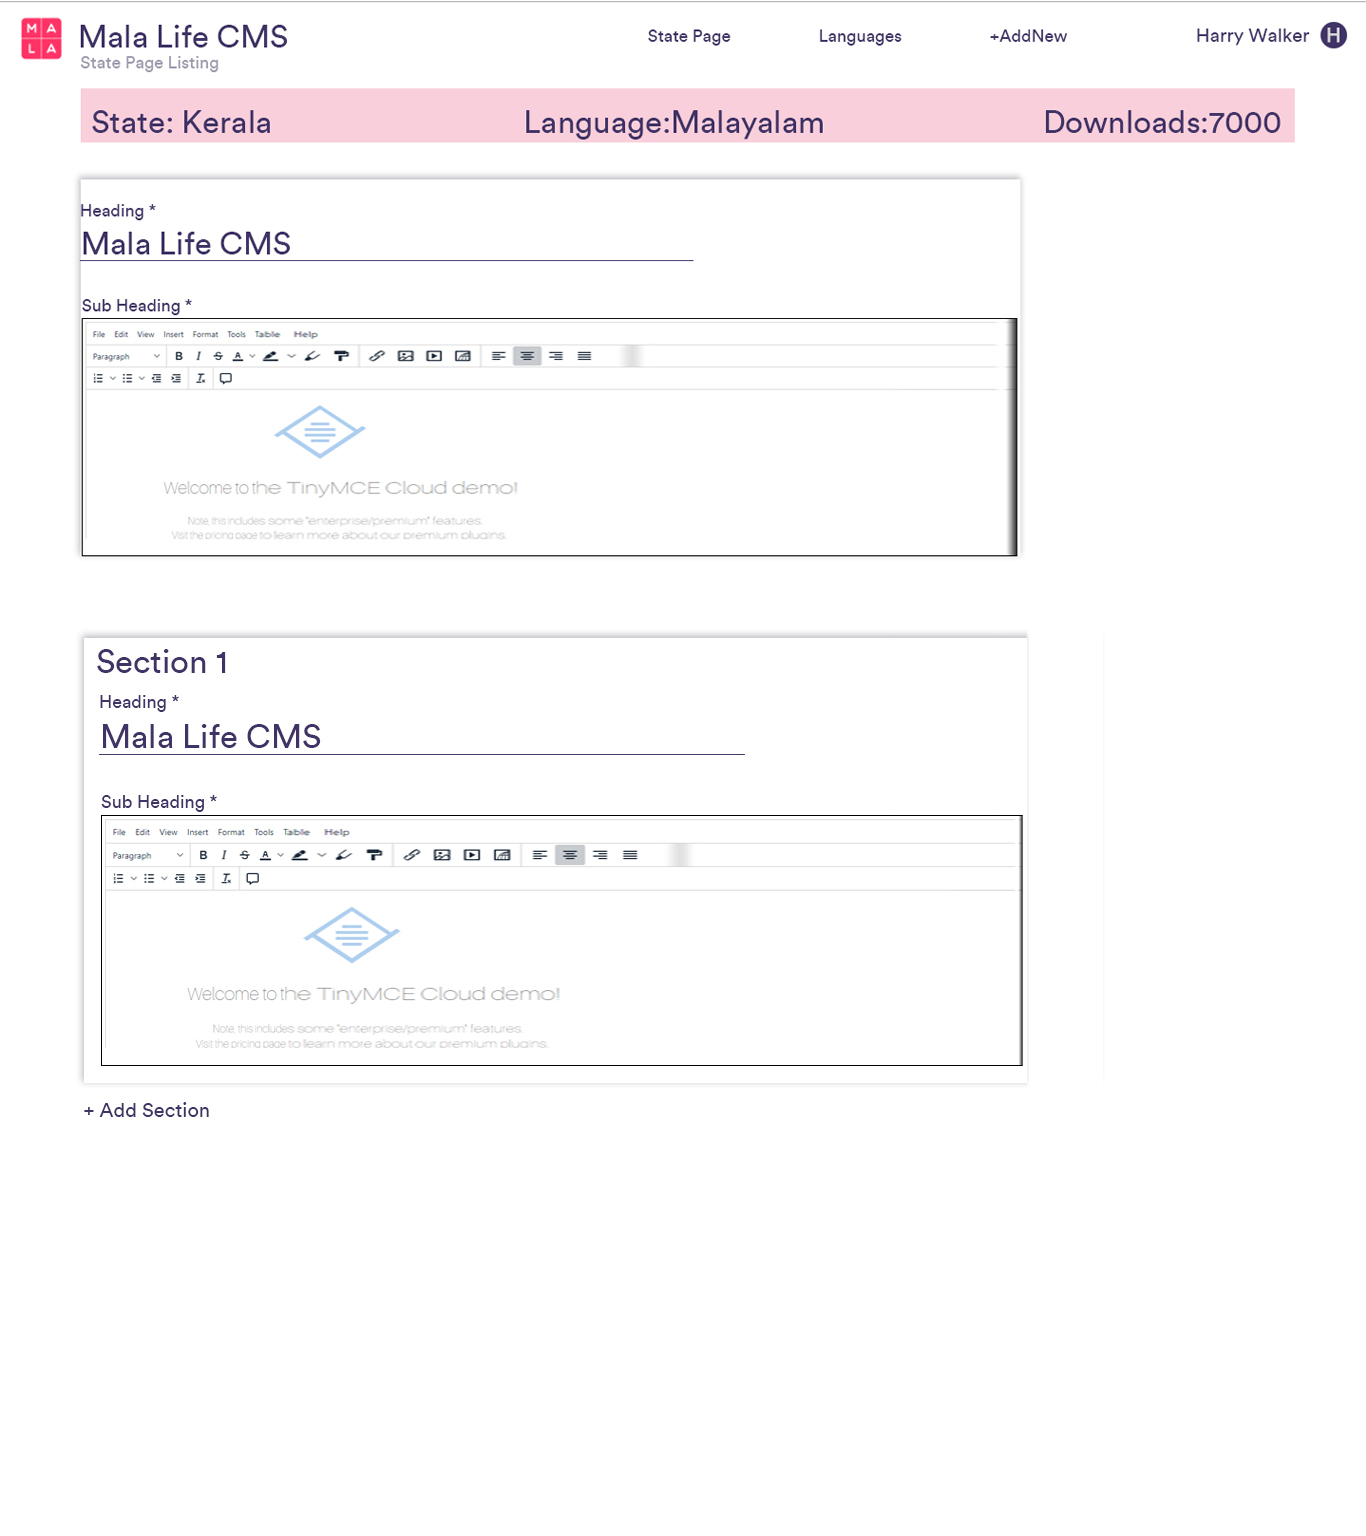 MA
LA
Mala Life CMS
State Page Listing
State Page
Languages
+AddNew
Harry Walker
H
State: Kerala
Language:Malayalam
Downloads:7000
Heading *
Mala Life CMS
Sub Heading *
File Edit View Insert Format Tools Table Help
Paragraph
Welcome to the TinyMCE Cloud demo!
Note, this includes some "enterprise/premium" features.
Visit the pricing page to learn more about our premium plugins.
Section 1
Heading *
Mala Life CMS
Sub Heading *
File Edit View Insert Format Tools Table Help
Paragraph
Welcome to the TinyMCE Cloud demo!
Note, this includes some "enterprise/premium" features.
Visit the pricing page to learn more about our premium plugins.
+ Add Section